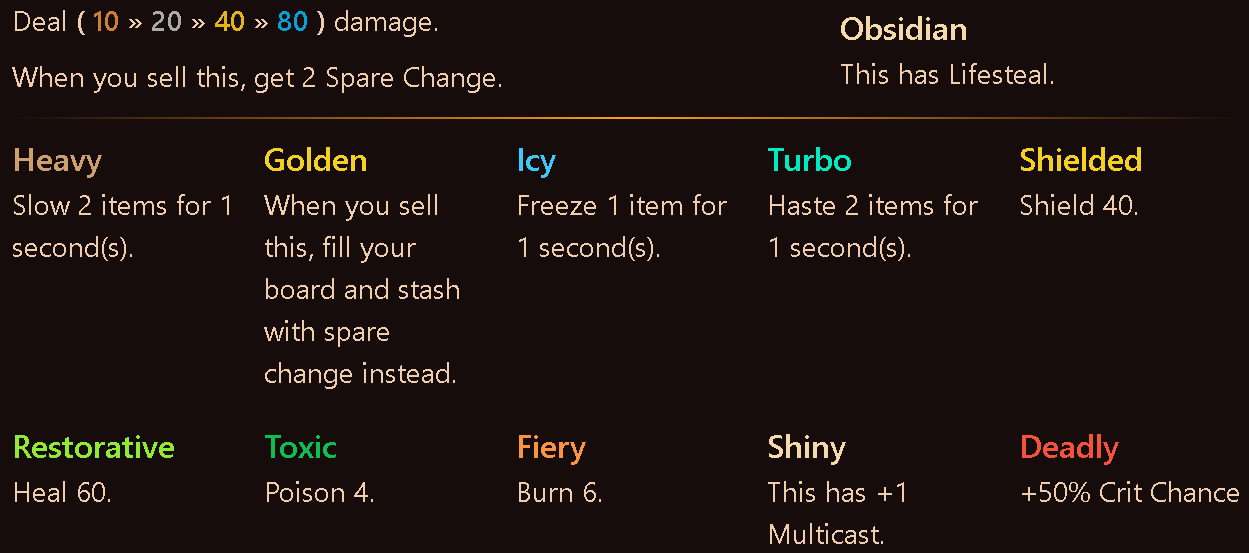 Deal ( 10 » 20 » 40 » 80 ) damage.
When you sell this, get 2 Spare Change.
Obsidian
This has Lifesteal.
Heavy
Slow 2 items for 1
second(s).
Golden
When you sell
this, fill your
board and stash
with spare
change instead.
Icy
Freeze 1 item for
1 second(s).
Turbo
Haste 2 items for
1 second(s).
Shielded
Shield 40.
Restorative
Heal 60.
Toxic
Poison 4.
Fiery
Burn 6.
Shiny
This has +1
Multicast.
Deadly
+50% Crit Chance